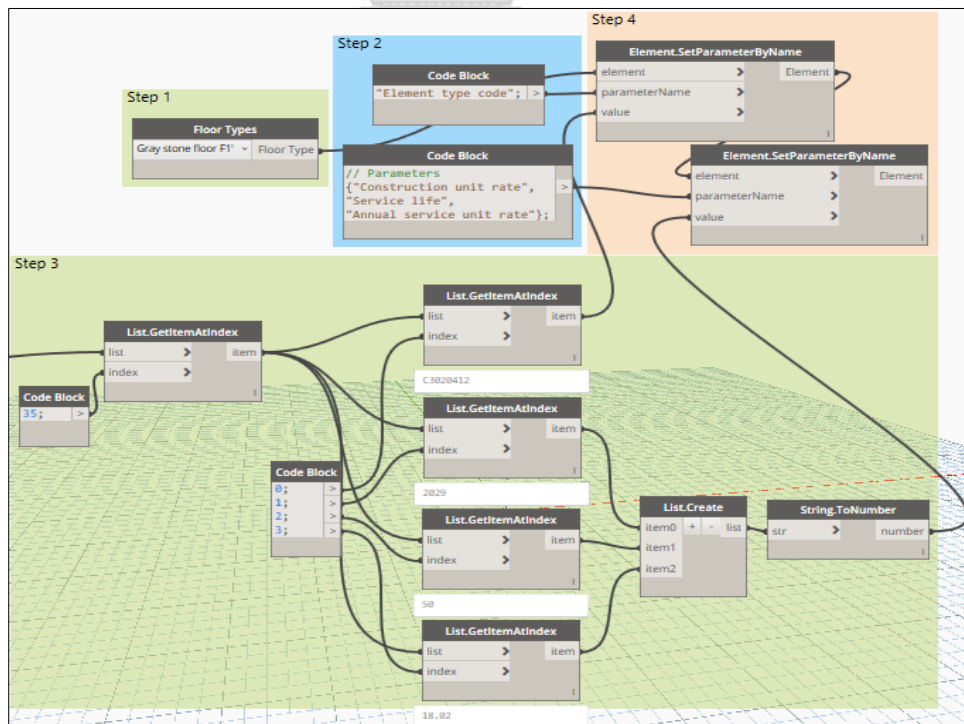 Step 1
Floor Types
Gray stone floor F1' Floor Type
Step 2
Code Block
"Element type code"; >
Code Block
// Parameters
{"Construction unit rate",
"Service life",
"Annual service unit rate"};
>
Step 4
Element.SetParameterByName
element > Element
parameterName >
value >
Element.SetParameterByName
element > Element
parameterName >
value >
Step 3
List.GetItemAtIndex
list > item
index >
Code Block
35; >
Code Block
0; >
1; >
2; >
3; >
List.GetItemAtIndex
list > item
index >
C3020412
List.GetItemAtIndex
list > item
index >
2029
List.GetItemAtIndex
list > item
index >
50
List.GetItemAtIndex
list > item
index >
18.02
List.Create
item0 + - list
item1
item2
String.ToNumber
str > number